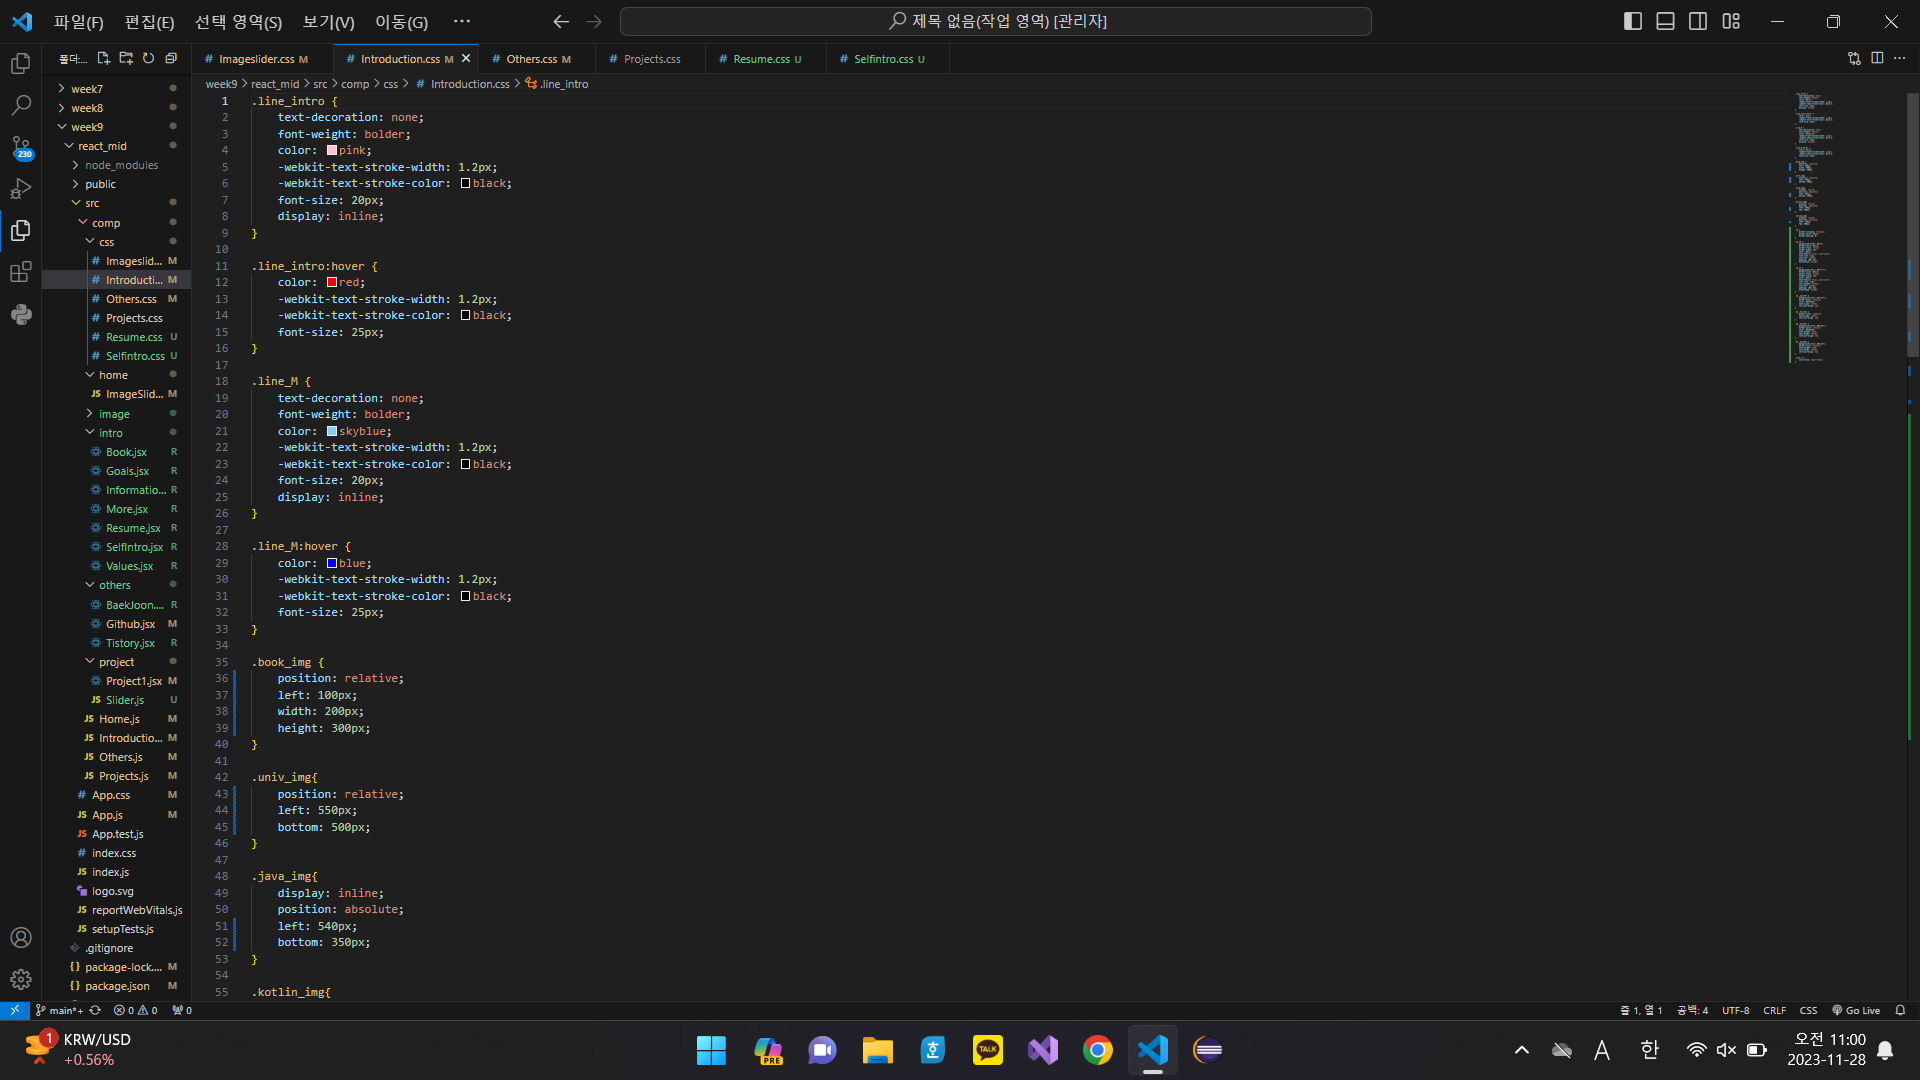 파일(F) 편집(E) 선택 영역(S) 보기(V) 이동(G) ··· 제목 없음(작업 영역) [관리자]
폴더:... # Imageslider.css M # Introduction.css M # Others.css M # Projects.css # Resume.css U # Selfintro.css U
week9 > react_mid > src > comp > css > # Introduction.css > .line_intro
week7
week8
week9
react_mid
node_modules
public
src
comp
css
# Imageslid... M
# Introducti... M
# Others.css M
# Projects.css
# Resume.css U
# Selfintro.css U
home
JS ImageSlid... M
image
intro
Book.jsx R
Goals.jsx R
Informatio... R
More.jsx R
Resume.jsx R
SelfIntro.jsx R
Values.jsx R
others
BaekJoon.... R
Github.jsx M
Tistory.jsx R
project
Project1.jsx M
JS Slider.js U
JS Home.js M
JS Introductio... M
JS Others.js M
JS Projects.js M
# App.css M
JS App.js M
JS App.test.js
# index.css
JS index.js
logo.svg
JS reportWebVitals.js
JS setupTests.js
.gitignore
{} package-lock.... M
{} package.json M
230
1 .line_intro {
2 text-decoration: none;
3 font-weight: bolder;
4 color: pink;
5 -webkit-text-stroke-width: 1.2px;
6 -webkit-text-stroke-color: black;
7 font-size: 20px;
8 display: inline;
9 }
10
11 .line_intro:hover {
12 color: red;
13 -webkit-text-stroke-width: 1.2px;
14 -webkit-text-stroke-color: black;
15 font-size: 25px;
16 }
17
18 .line_M {
19 text-decoration: none;
20 font-weight: bolder;
21 color: skyblue;
22 -webkit-text-stroke-width: 1.2px;
23 -webkit-text-stroke-color: black;
24 font-size: 20px;
25 display: inline;
26 }
27
28 .line_M:hover {
29 color: blue;
30 -webkit-text-stroke-width: 1.2px;
31 -webkit-text-stroke-color: black;
32 font-size: 25px;
33 }
34
35 .book_img {
36 position: relative;
37 left: 100px;
38 width: 200px;
39 height: 300px;
40 }
41
42 .univ_img{
43 position: relative;
44 left: 550px;
45 bottom: 500px;
46 }
47
48 .java_img{
49 display: inline;
50 position: absolute;
51 left: 540px;
52 bottom: 350px;
53 }
54
55 .kotlin_img{
main*+ 0 0 0 줄 1, 열 1 공백: 4 UTF-8 CRLF CSS Go Live
1 KRW/USD
+0.56%
PRE
TALK
A 한
오전 11:00
2023-11-28